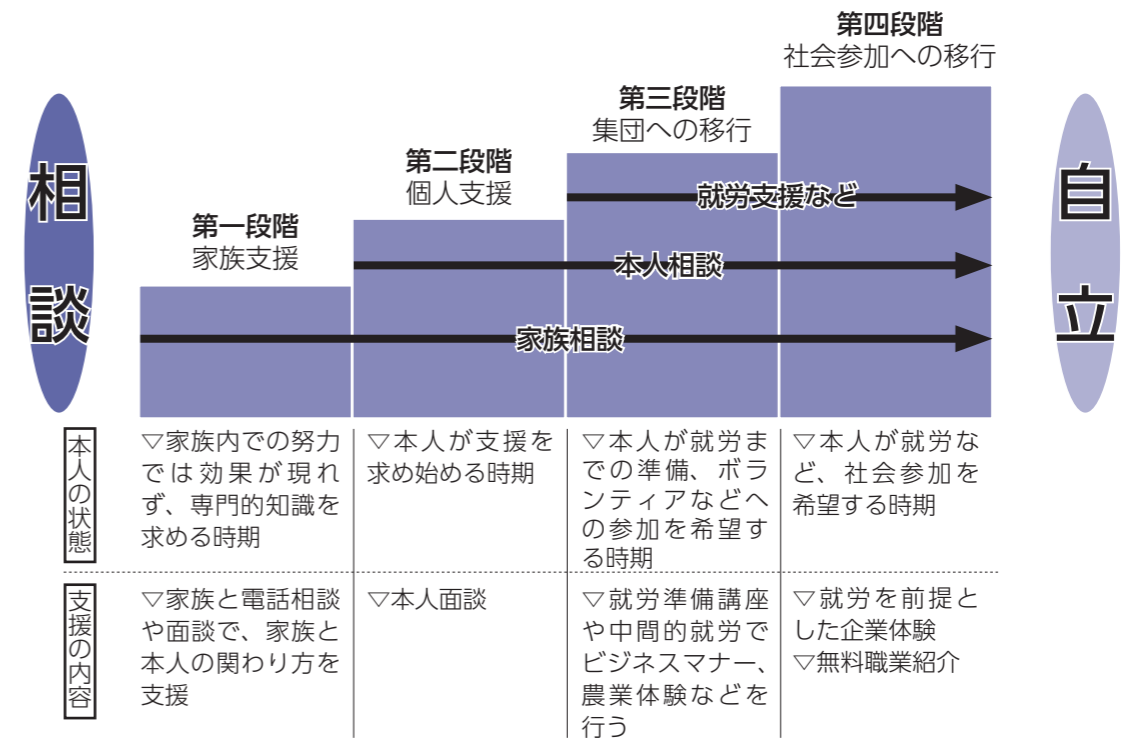 第四段階
社会参加への移行
第三段階
集団への移行
第二段階
個人支援
第一段階
家族支援
相談
自立
就労支援など
本人相談
家族相談
本人の状態
▽家族内での努力
では効果が現れ
ず、専門的知識を
求める時期
▽本人が支援を
求め始める時期
▽本人が就労ま
での準備、ボラ
ンティアなどへ
の参加を希望す
る時期
▽本人が就労な
ど、社会参加を
希望する時期
支援の内容
▽家族と電話相談
や面談で、家族と
本人の関わり方を
支援
▽本人面談
▽就労準備講座
や中間的就労で
ビジネスマナー、
農業体験などを
行う
▽就労を前提と
した企業体験
▽無料職業紹介